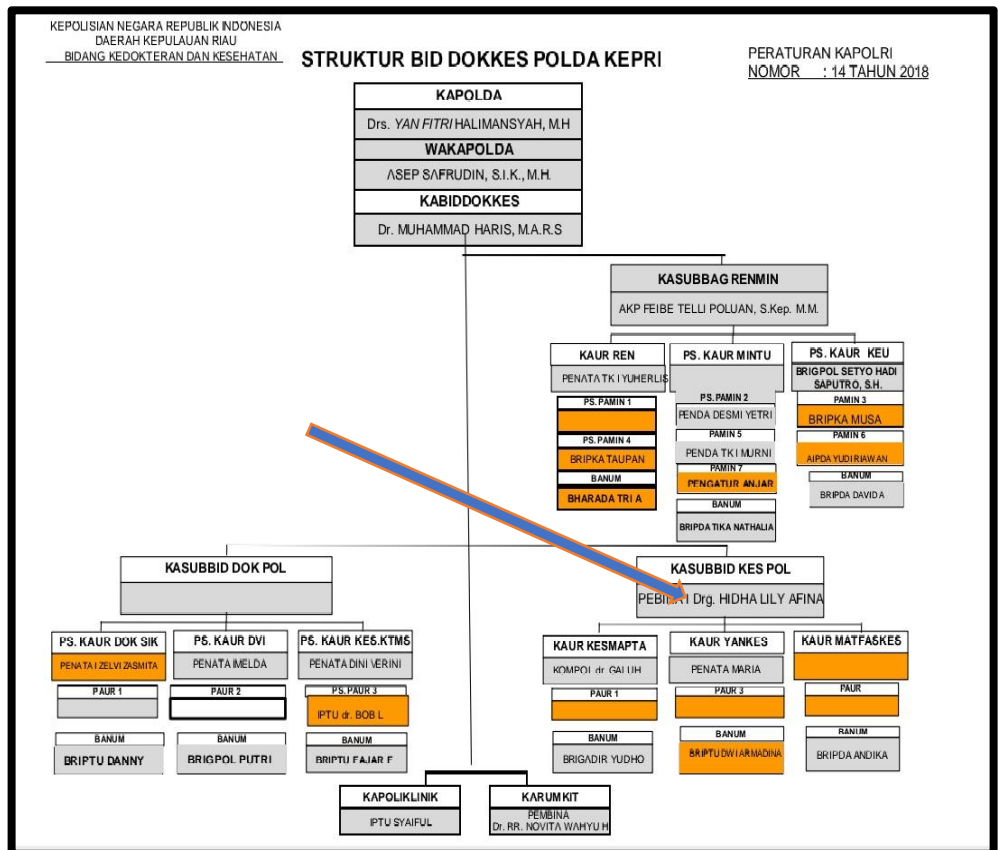 KEPOLISIAN NEGARA REPUBLIK INDONESIA
DAERAH KEPULAUAN RIAU
BIDANG KEDOKTERAN DAN KESEHATAN
STRUKTUR BID DOKKES POLDA KEPRI
PERATURAN KAPOLRI
NOMOR : 14 TAHUN 2018
KAPOLDA
Drs. YAN FITRI HALIMANSYAH, M.H
WAKAPOLDA
ASEP SAFRUDIN, S.I.K., M.H.
KABIDDOKKES
Dr. MUHAMMAD HARIS, M.A.R.S
KASUBBAG RENMIN
AKP FEIBE TELLI POLUAN, S.Kep. M.M.
KAUR REN
PENATA TK I YUHERLIS
PS. PAMIN 1
PS. PAMIN 4
BRIPKA TAUPAN
BANUM
BHARADA TRI A
PS. KAUR MINTU
PS. PAMIN 2
PENDA DESMI YETRI
PAMIN 5
PENDA TK I MURNI
PAMIN 7
PENGATUR ANJAR
BANUM
BRIPDA TIKA NATHALIA
PS. KAUR KEU
BRIGPOL SETYO HADI
SAPUTRO, S.H.
PAMIN 3
BRIPKA MUSA
PAMIN 6
AIPDA YUDI RIAWAN
BANUM
BRIPDA DAVID A
KASUBBID DOK POL
PS. KAUR DOK SIK
PENATA I ZELVI ZASMITA
PAUR 1
BANUM
BRIPTU DANNY
PS. KAUR DVI
PENATA IMELDA
PAUR 2
BANUM
BRIGPOL PUTRI
PS. KAUR KES.KTMS
PENATA DINI VERINI
PS. PAUR 3
IPTU dr. BOB L
BANUM
BRIPTU FAJAR F
KASUBBID KES POL
Drg. HIDHA LILY AFINA
KAUR KESMAPTA
KOMPOL dr. GALUH
PAUR 1
BANUM
BRIGADIR YUDHO
KAUR YANKES
PENATA MARIA
PAUR 3
BANUM
BRIPTU DWI ARMADINA
KAUR MATFASKES
PAUR
BANUM
BRIPDA ANDIKA
KAPOLIKLINIK
IPTU SYAIFUL
KARUMKIT
PEMBINA
Dr. RR. NOVITA WAHYU H